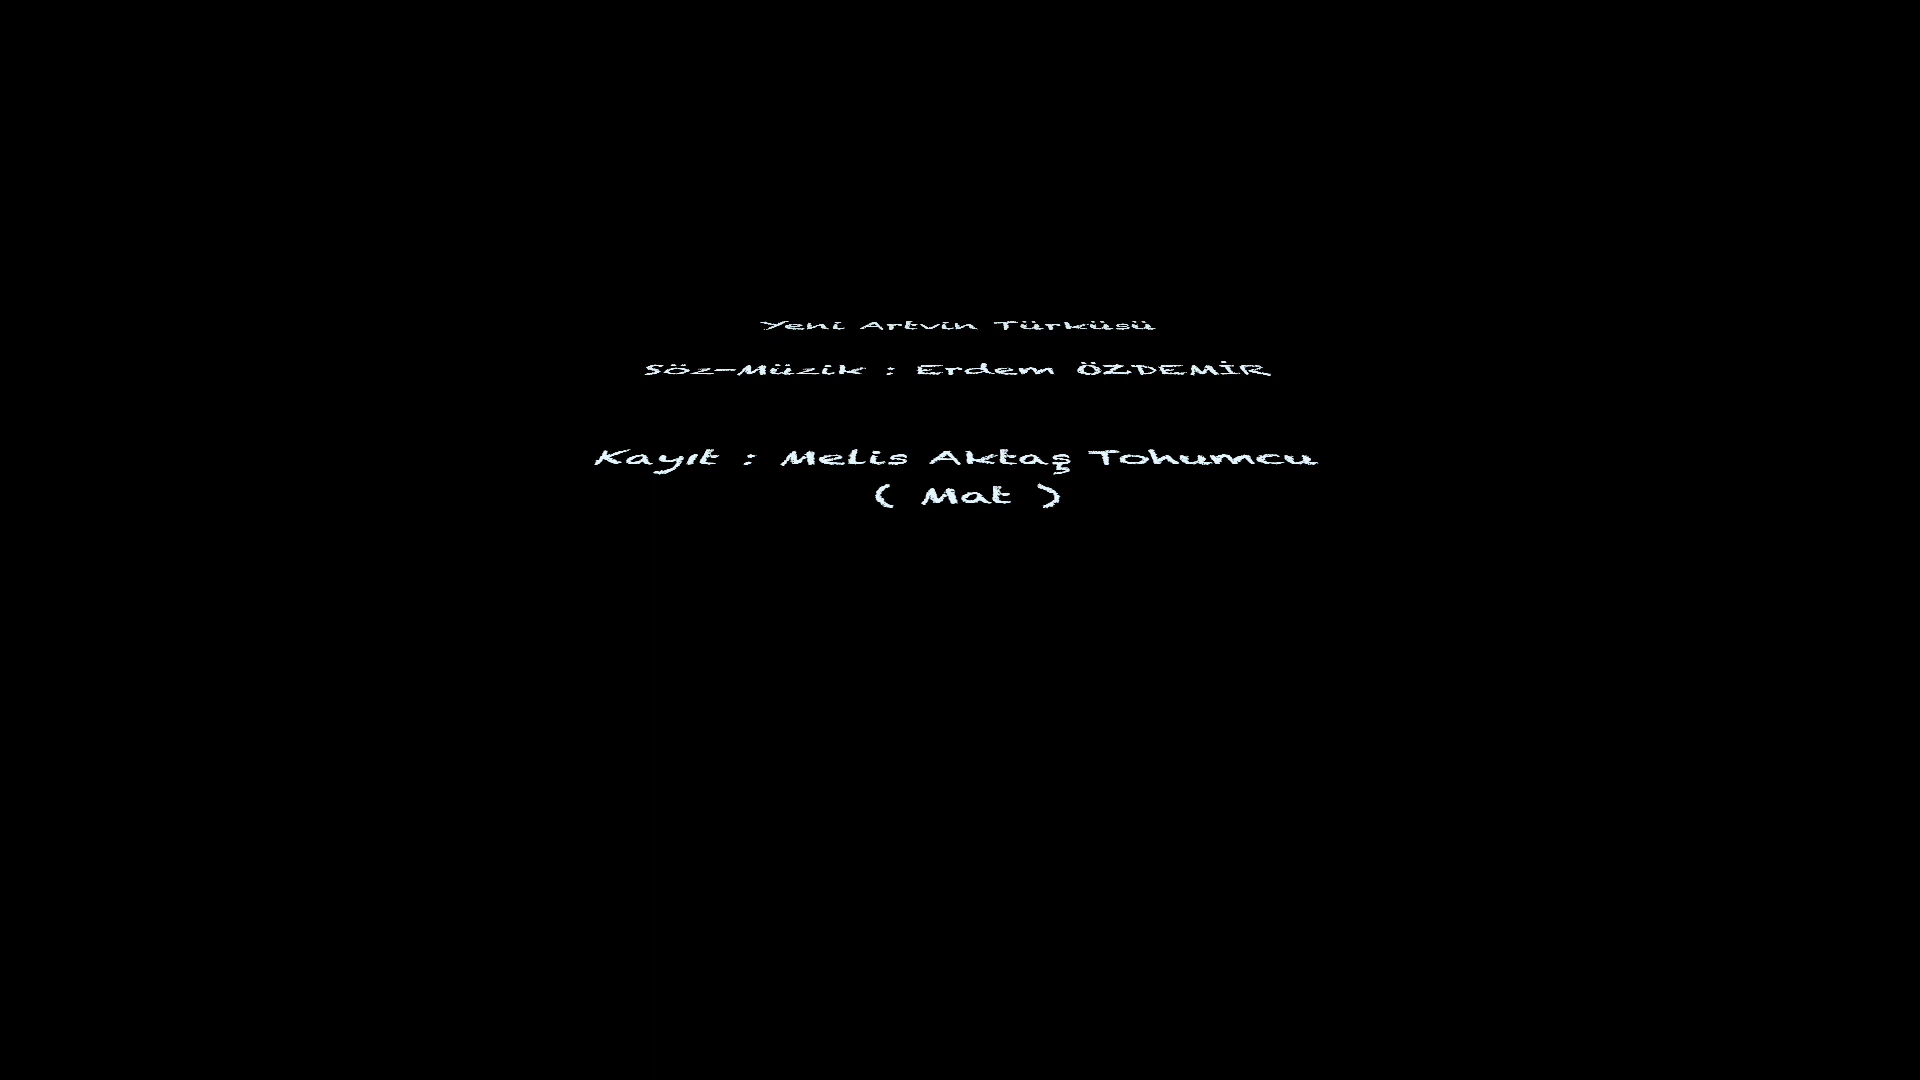 Yeni Artvin Türküsü
Söz-Müzik : Erdem ÖZDEMİR
Kayıt : Melis Aktaş Tohumcu
( Mat )